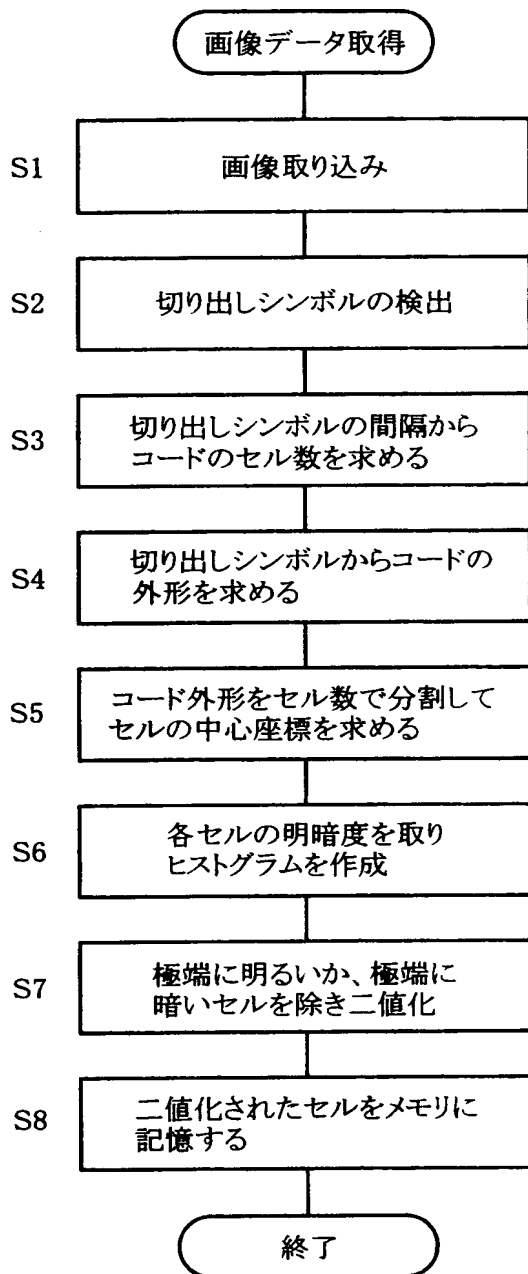 画像データ取得
S1
画像取り込み
S2
切り出しシンボルの検出
S3
切り出しシンボルの間隔から
コードのセル数を求める
S4
切り出しシンボルからコードの
外形を求める
S5
コード外形をセル数で分割して
セルの中心座標を求める
S6
各セルの明暗度を取り
ヒストグラムを作成
S7
極端に明るいか、極端に
暗いセルを除き二値化
S8
二値化されたセルをメモリに
記憶する
終了